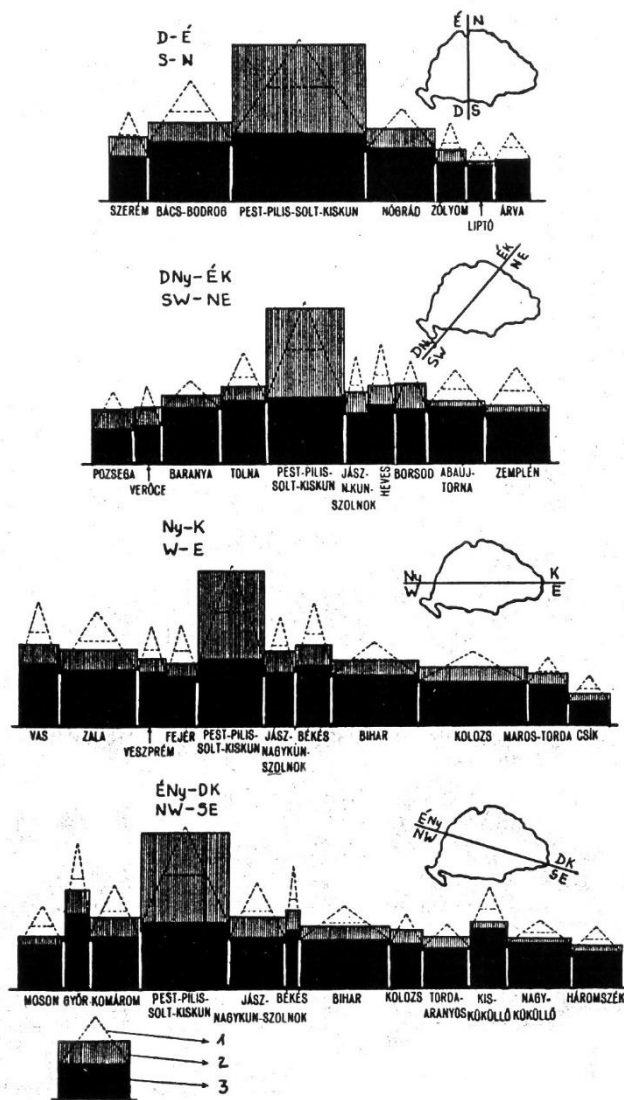 D-É
S-N
É N
D S
SZERÉM BÁCS-BODROG PEST-PILIS-SOLT-KISKUN NÓGRÁD ZÓLYOM ÁRVA
LIPTÓ
DNy-ÉK
SW-NE
ÉK
NE
DN
SW
POZSEGA BARANYA TOLNA PEST-PILIS-
SOLT-KISKUN JÁSZ-
N.KUN-
SZOLNOK HEVES BORSOD ABAÚJ-
TORNA ZEMPLÉN
VERŐCE
Ny-K
W-E
Ny K
W E
VAS ZALA FEJÉR PEST-PILIS-
SOLT-KISKUN JÁSZ-
NAGYKUN-
SZOLNOK BÉKÉS BIHAR KOLOZS MAROS-TORDA CSÍK
VESZPRÉM
ÉNy-DK
NW-SE
ÉNy
NW
DK
SE
MOSON GYŐR KOMÁROM PEST-PILIS-
SOLT-KISKUN JÁSZ-
NAGYKUN-SZOLNOK BÉKÉS BIHAR KOLOZS TORDA-
ARANYOS KIS-
KÜKÜLLŐ NAGY-
KÜKÜLLŐ HÁROMSZÉK
1
2
3